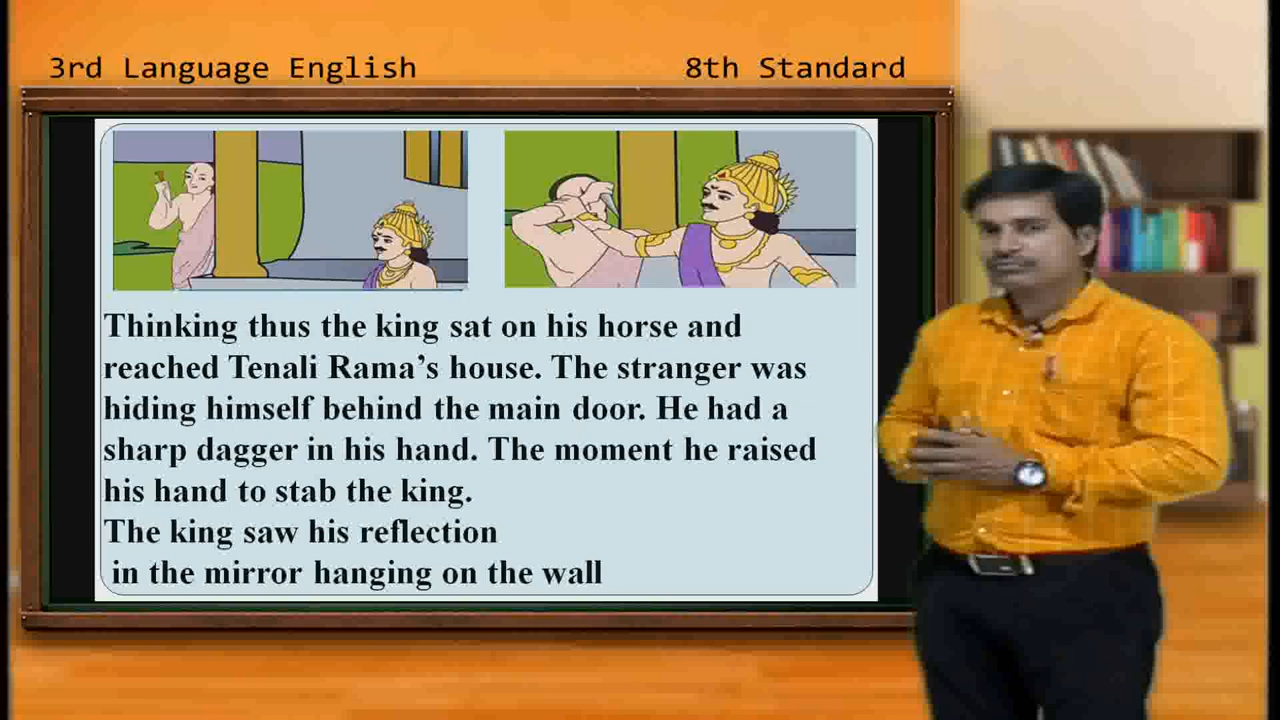 3rd Language English
8th Standard
Thinking thus the king sat on his horse and
reached Tenali Rama’s house. The stranger was
hiding himself behind the main door. He had a
sharp dagger in his hand. The moment he raised
his hand to stab the king.
The king saw his reflection
in the mirror hanging on the wall